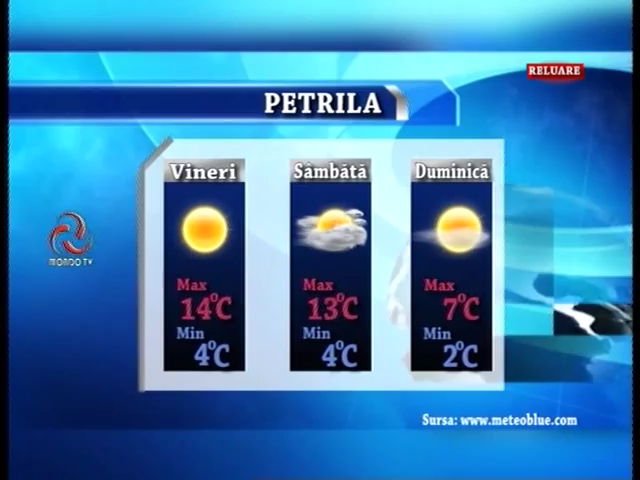 RELUARE
PETRILA
Vineri Sâmbătă Duminică
Max Max Max
14°C 13°C 7°C
Min Min Min
4°C 4°C 2°C
MONDO TV
Sursa: www.meteoblue.com